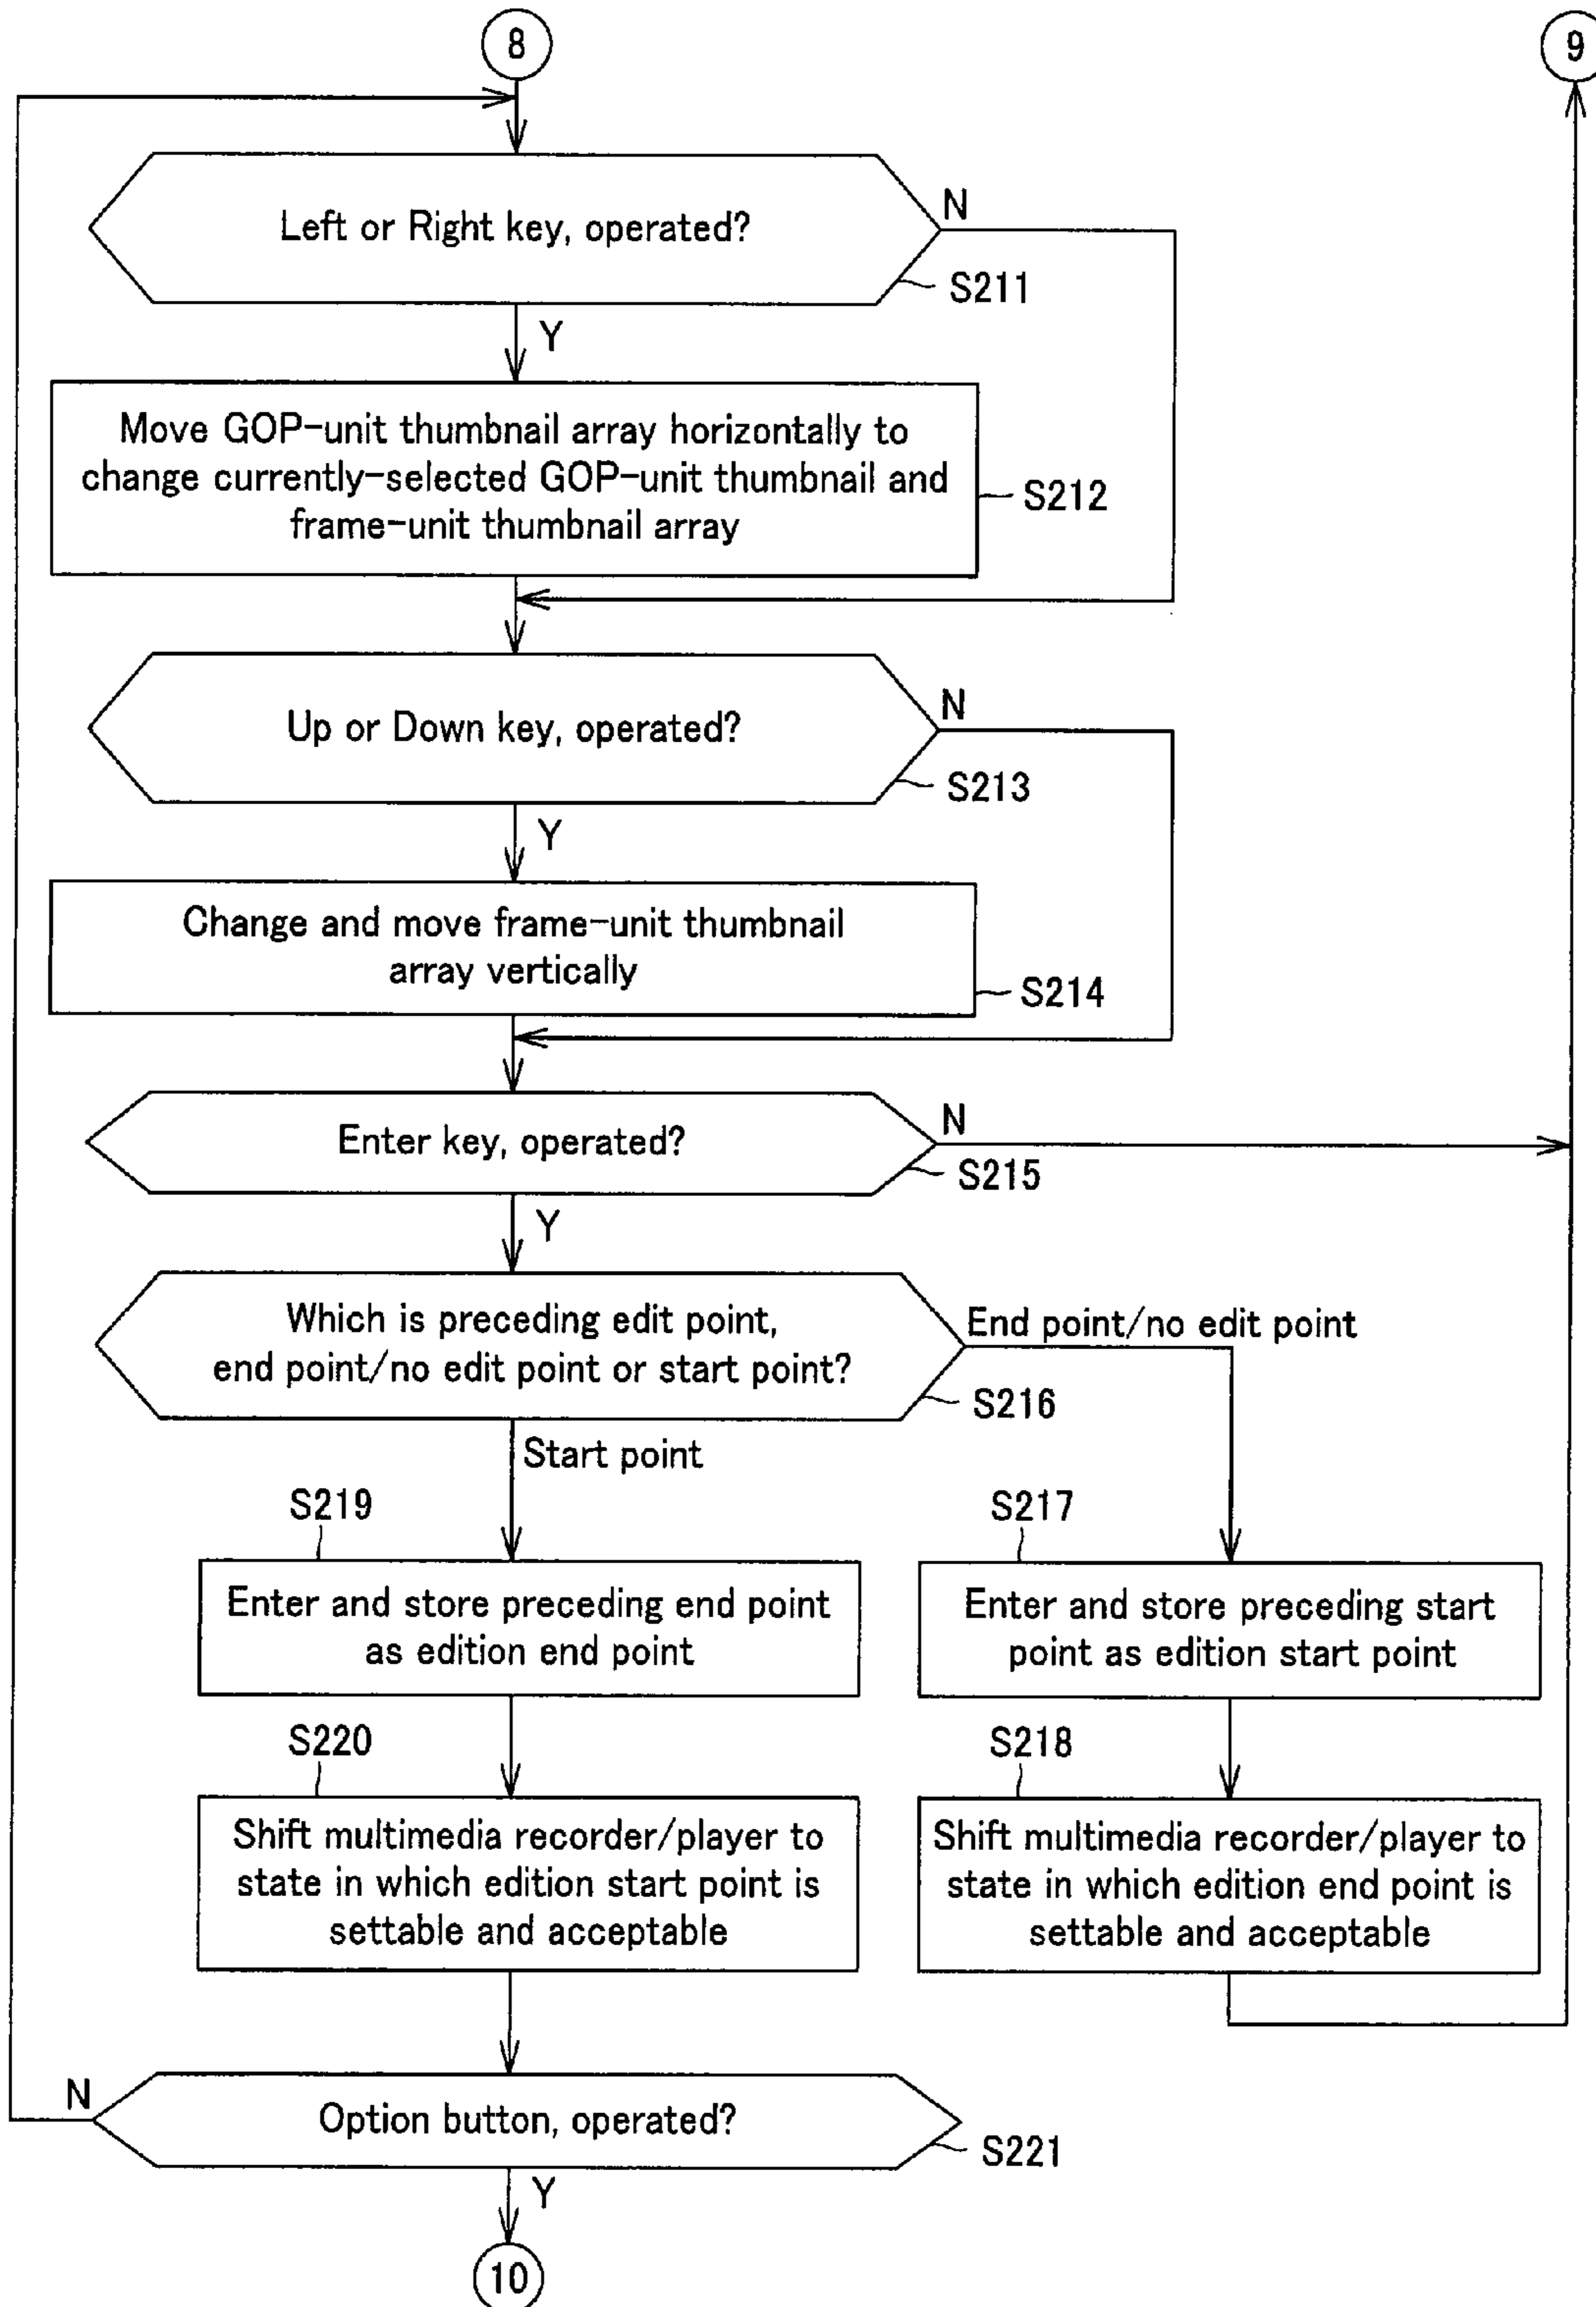 8
9
Left or Right key, operated?
N
S211
Y
Move GOP-unit thumbnail array horizontally to
change currently-selected GOP-unit thumbnail and
frame-unit thumbnail array
S212
Up or Down key, operated?
N
S213
Y
Change and move frame-unit thumbnail
array vertically
S214
Enter key, operated?
N
S215
Y
Which is preceding edit point,
end point/no edit point or start point?
End point/no edit point
S216
Start point
S219
Enter and store preceding end point
as edition end point
S217
Enter and store preceding start
point as edition start point
S220
Shift multimedia recorder/player to
state in which edition start point is
settable and acceptable
S218
Shift multimedia recorder/player to
state in which edition end point is
settable and acceptable
N
Option button, operated?
S221
Y
10